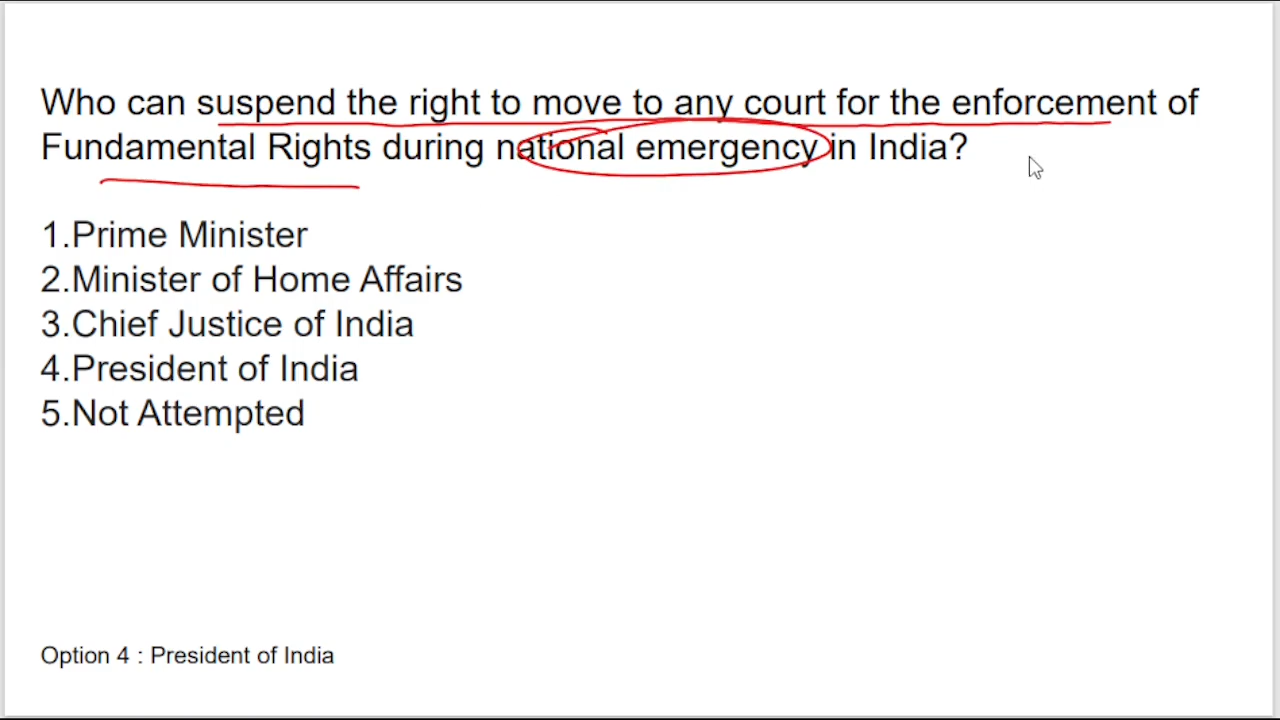 Who can suspend the right to move to any court for the enforcement of
Fundamental Rights during national emergency in India?
1.Prime Minister
2.Minister of Home Affairs
3.Chief Justice of India
4.President of India
5.Not Attempted
Option 4 : President of India